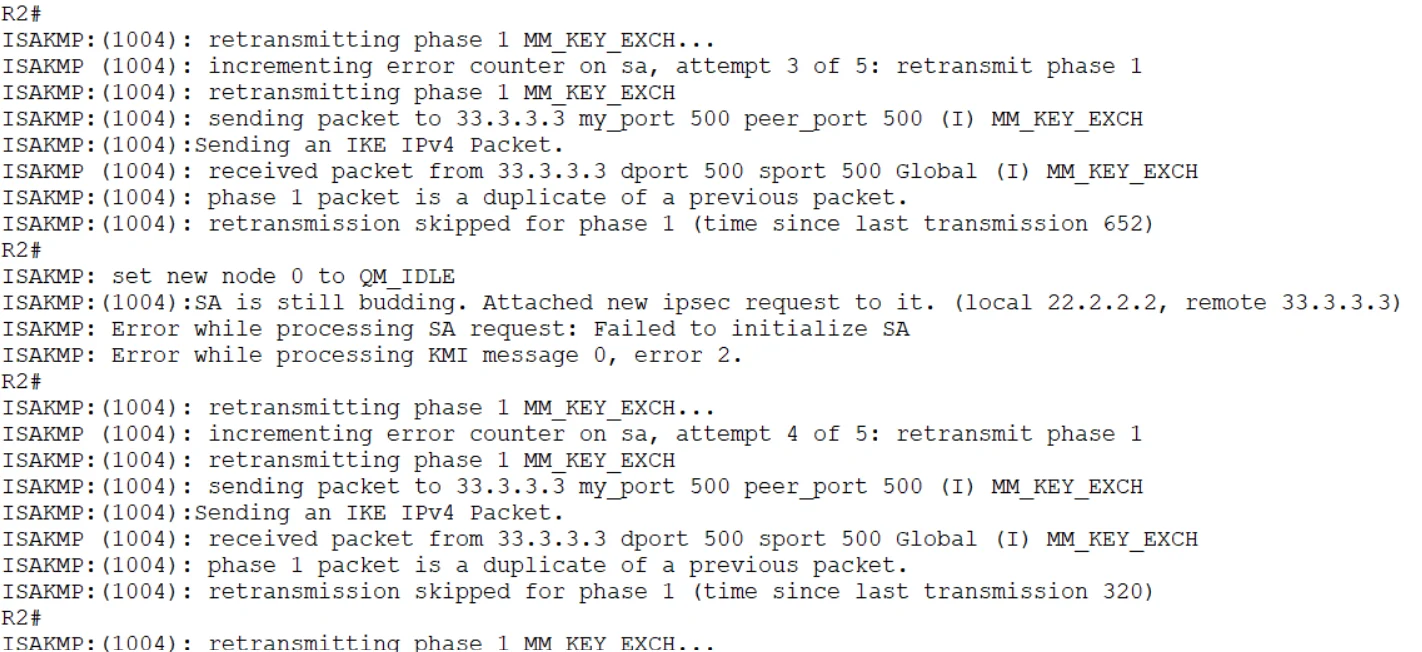 R2#
ISAKMP:(1004): retransmitting phase 1 MM_KEY_EXCH...
ISAKMP (1004): incrementing error counter on sa, attempt 3 of 5: retransmit phase 1
ISAKMP:(1004): retransmitting phase 1 MM_KEY_EXCH
ISAKMP:(1004): sending packet to 33.3.3.3 my_port 500 peer_port 500 (I) MM_KEY_EXCH
ISAKMP:(1004):Sending an IKE IPv4 Packet.
ISAKMP (1004): received packet from 33.3.3.3 dport 500 sport 500 Global (I) MM_KEY_EXCH
ISAKMP:(1004): phase 1 packet is a duplicate of a previous packet.
ISAKMP:(1004): retransmission skipped for phase 1 (time since last transmission 652)
R2#
ISAKMP: set new node 0 to QM_IDLE
ISAKMP:(1004):SA is still budding. Attached new ipsec request to it. (local 22.2.2.2, remote 33.3.3.3)
ISAKMP: Error while processing SA request: Failed to initialize SA
ISAKMP: Error while processing KMI message 0, error 2.
R2#
ISAKMP:(1004): retransmitting phase 1 MM_KEY_EXCH...
ISAKMP (1004): incrementing error counter on sa, attempt 4 of 5: retransmit phase 1
ISAKMP:(1004): retransmitting phase 1 MM_KEY_EXCH
ISAKMP:(1004): sending packet to 33.3.3.3 my_port 500 peer_port 500 (I) MM_KEY_EXCH
ISAKMP:(1004):Sending an IKE IPv4 Packet.
ISAKMP (1004): received packet from 33.3.3.3 dport 500 sport 500 Global (I) MM_KEY_EXCH
ISAKMP:(1004): phase 1 packet is a duplicate of a previous packet.
ISAKMP:(1004): retransmission skipped for phase 1 (time since last transmission 320)
R2#
ISAKMP:(1004): retransmitting phase 1 MM_KEY_EXCH...